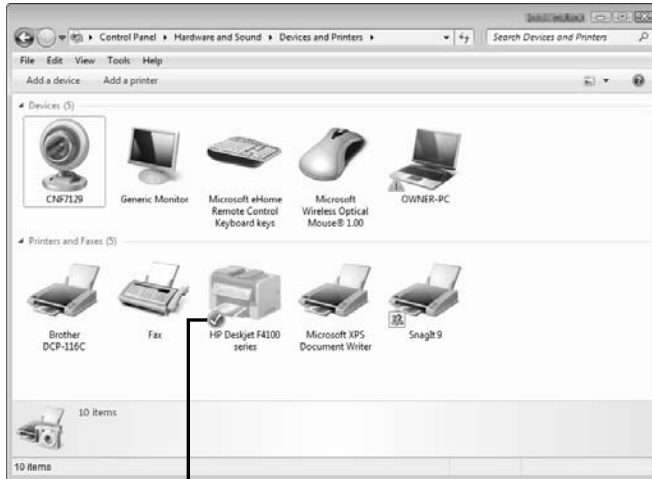 Control Panel ▸ Hardware and Sound ▸ Devices and Printers ▸ Search Devices and Printers
File Edit View Tools Help
Add a device Add a printer
Devices (5)
CNF7129 Generic Monitor Microsoft eHome Microsoft OWNER-PC
Remote Control Wireless Optical
Keyboard keys Mouse® 1.00
Printers and Faxes (5)
Brother Fax HP Deskjet F4100 Microsoft XPS SnagIt 9
DCP-116C series Document Writer
10 items
10 items